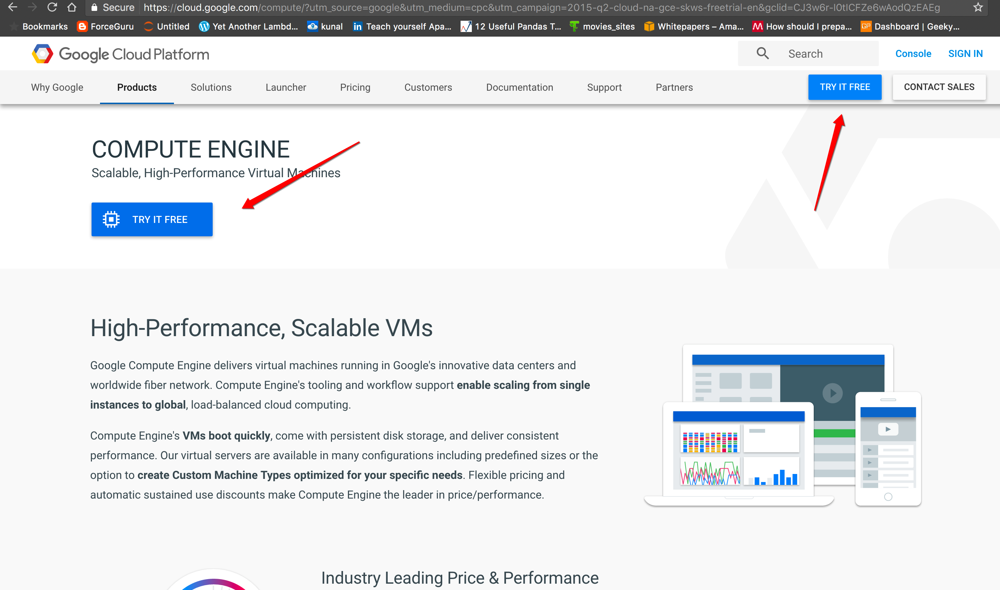 Secure https://cloud.google.com/compute/?utm_source=google&utm_medium=cpc&utm_campaign=2015-q2-cloud-na-gce-skws-freetrial-en&gclid=CJ3w6r-I0tICFZe6wAodQzEAEg
Bookmarks ForceGuru Untitled Yet Another Lambd... kunal Teach yourself Apa... 12 Useful Pandas T... movies_sites Whitepapers – Ama... How should I prepa... GP Dashboard | Geeky...
Google Cloud Platform Search Console SIGN IN
Why Google Products Solutions Launcher Pricing Customers Documentation Support Partners TRY IT FREE CONTACT SALES
COMPUTE ENGINE
Scalable, High-Performance Virtual Machines
TRY IT FREE
High-Performance, Scalable VMs
Google Compute Engine delivers virtual machines running in Google's innovative data centers and
worldwide fiber network. Compute Engine's tooling and workflow support enable scaling from single
instances to global, load-balanced cloud computing.
Compute Engine's VMs boot quickly, come with persistent disk storage, and deliver consistent
performance. Our virtual servers are available in many configurations including predefined sizes or the
option to create Custom Machine Types optimized for your specific needs. Flexible pricing and
automatic sustained use discounts make Compute Engine the leader in price/performance.
Industry Leading Price & Performance